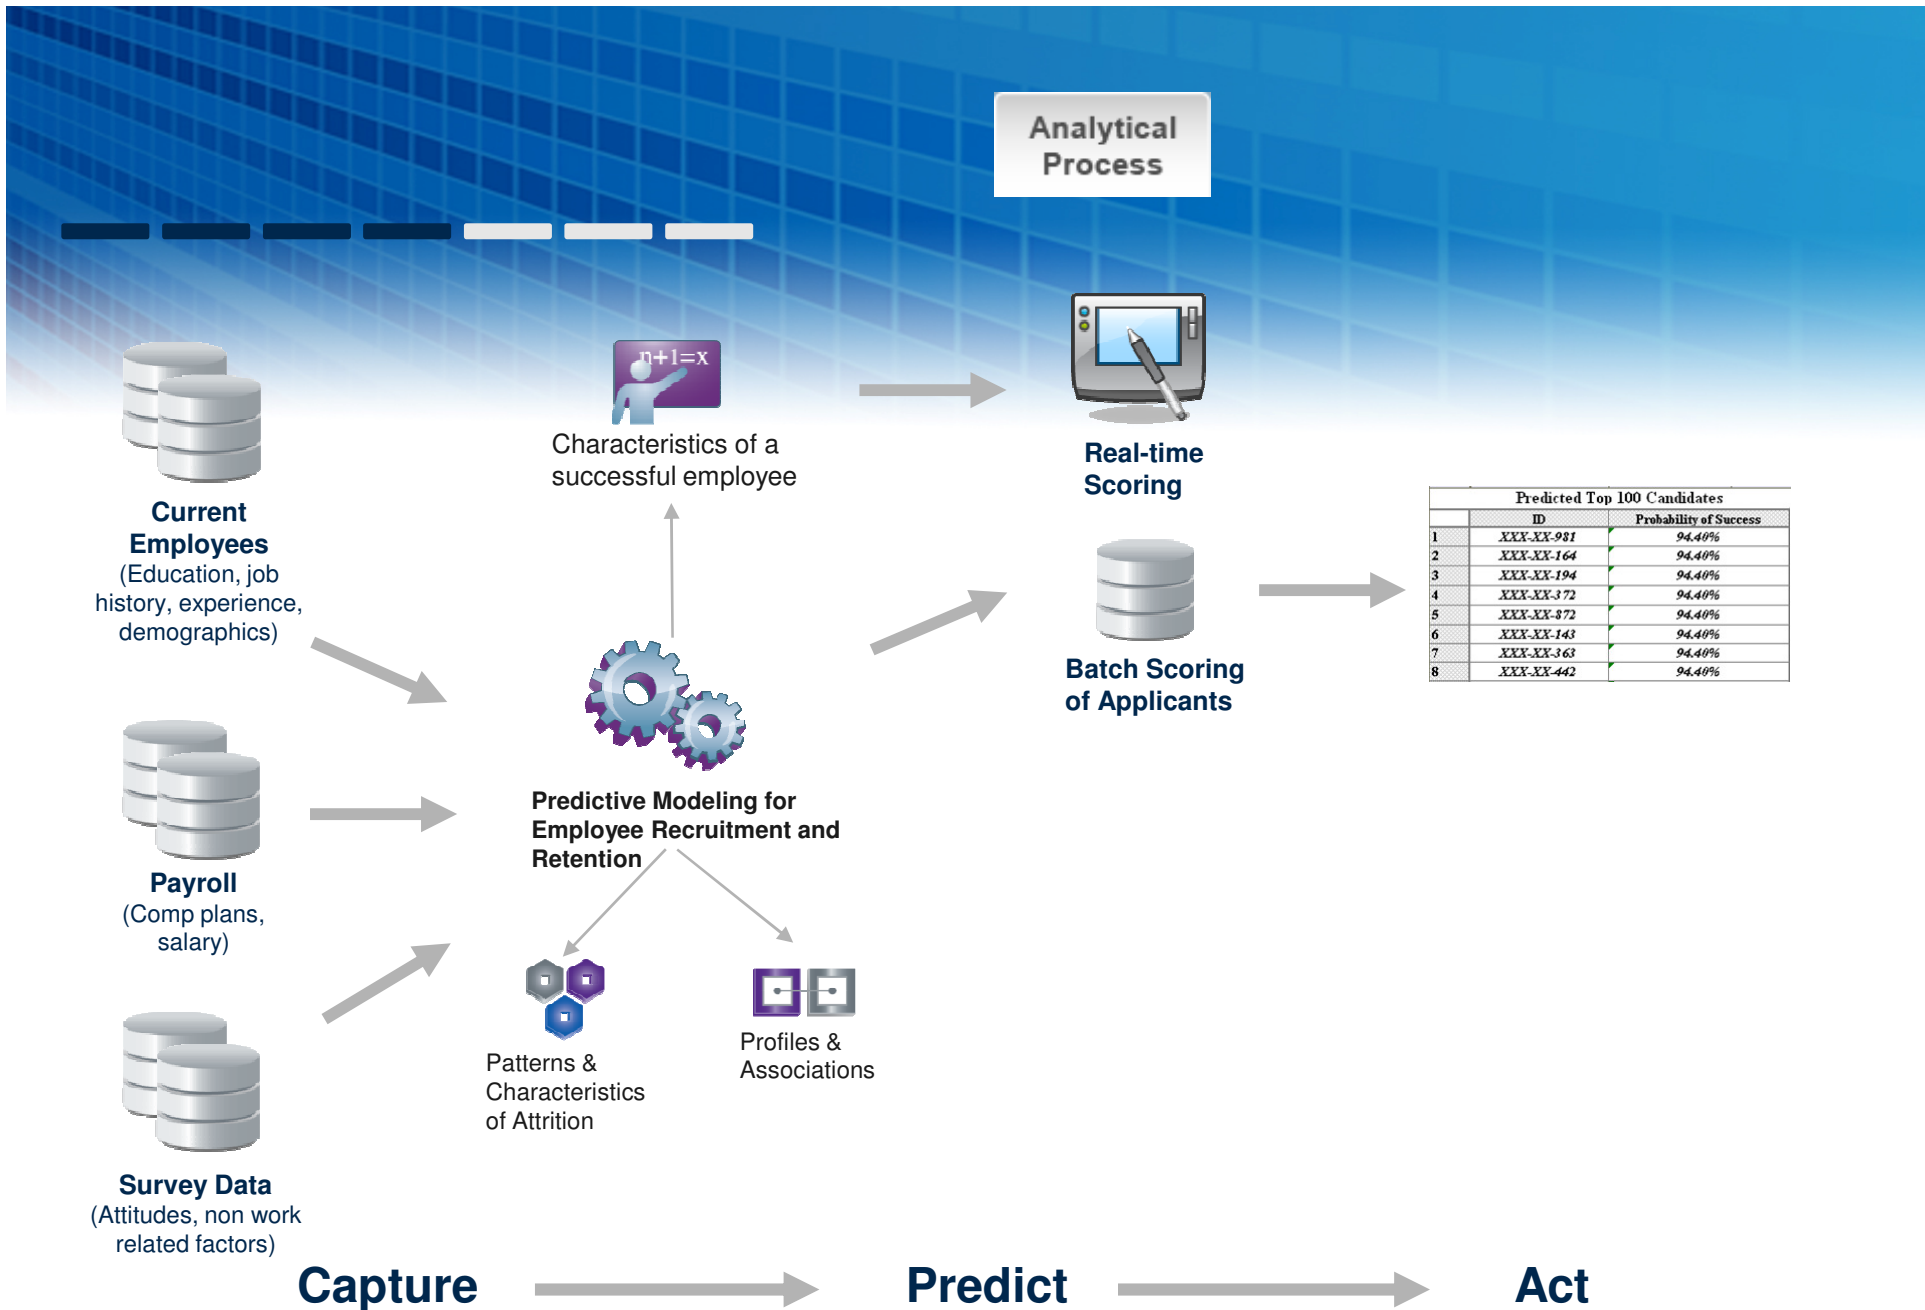 Analytical
Process
n+1=x
Characteristics of a
successful employee
Real-time
Scoring
Current
Employees
(Education, job
history, experience,
demographics)
Predicted Top 100 Candidates
ID Probability of Success
1 XXX-XX-981 94.40%
2 XXX-XX-164 94.40%
3 XXX-XX-194 94.40%
4 XXX-XX-372 94.40%
5 XXX-XX-872 94.40%
6 XXX-XX-143 94.40%
7 XXX-XX-363 94.40%
8 XXX-XX-442 94.40%
Batch Scoring
of Applicants
Predictive Modeling for
Employee Recruitment and
Retention
Payroll
(Comp plans,
salary)
Patterns &
Characteristics
of Attrition
Profiles &
Associations
Survey Data
(Attitudes, non work
related factors)
Capture Predict Act